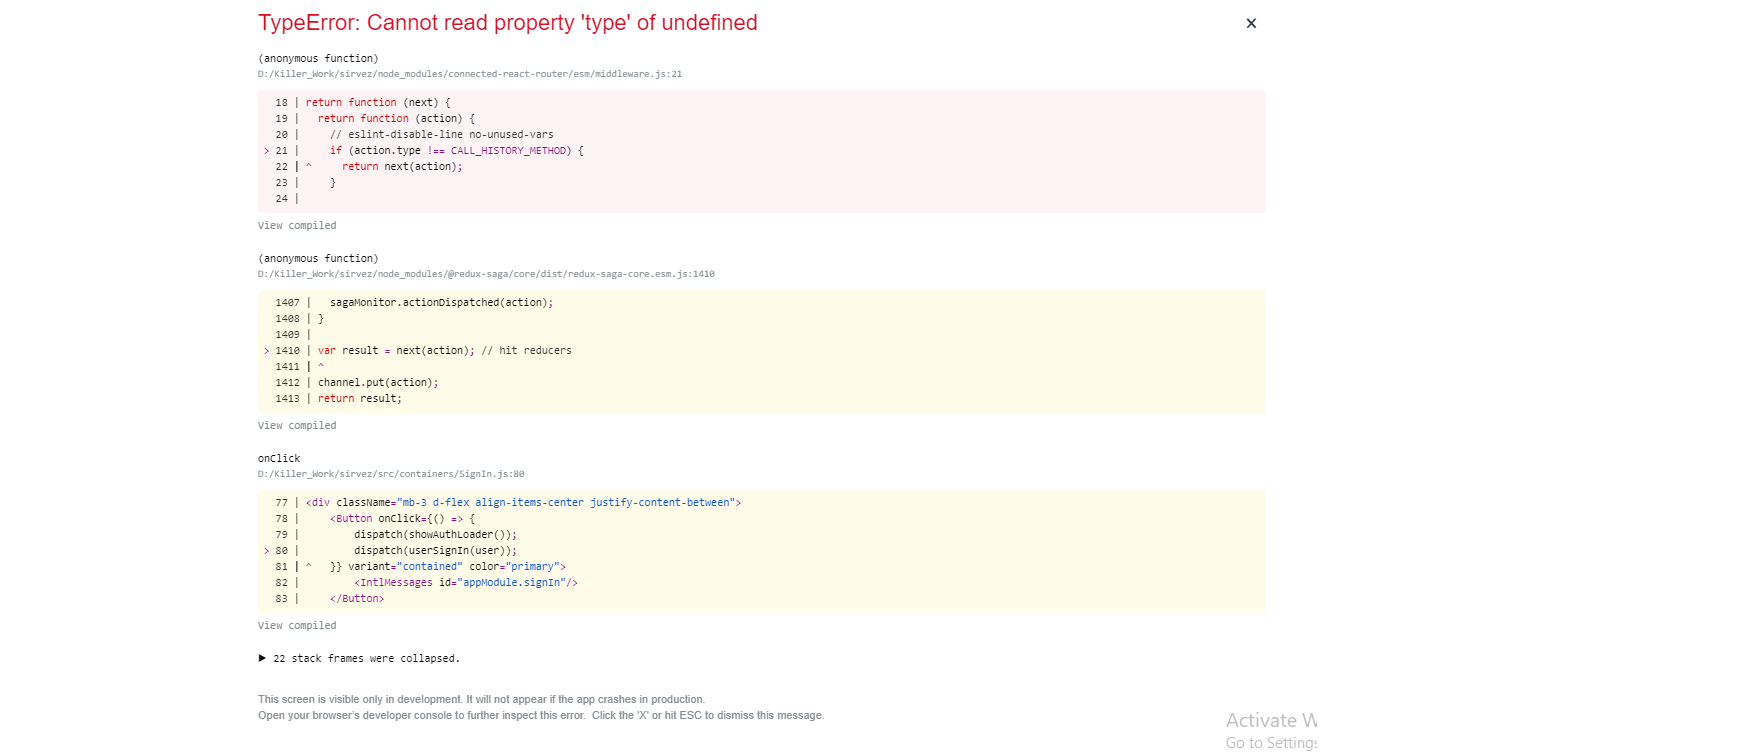 TypeError: Cannot read property 'type' of undefined
×
(anonymous function)
D:/Killer_Work/sirvez/node_modules/connected-react-router/esm/middleware.js:21
18 | return function (next) {
19 |   return function (action) {
20 |     // eslint-disable-line no-unused-vars
> 21 |     if (action.type !== CALL_HISTORY_METHOD) {
22 | ^     return next(action);
23 |     }
24 |
View compiled
(anonymous function)
D:/Killer_Work/sirvez/node_modules/@redux-saga/core/dist/redux-saga-core.esm.js:1410
1407 |   sagaMonitor.actionDispatched(action);
1408 | }
1409 |
> 1410 | var result = next(action); // hit reducers
1411 | ^
1412 | channel.put(action);
1413 | return result;
View compiled
onClick
D:/Killer_Work/sirvez/src/containers/SignIn.js:80
77 | <div className="mb-3 d-flex align-items-center justify-content-between">
78 |     <Button onClick={() => {
79 |         dispatch(showAuthLoader());
> 80 |         dispatch(userSignIn(user));
81 | ^   }} variant="contained" color="primary">
82 |         <IntlMessages id="appModule.signIn"/>
83 |     </Button>
View compiled
▶ 22 stack frames were collapsed.
This screen is visible only in development. It will not appear if the app crashes in production.
Open your browser's developer console to further inspect this error.  Click the 'X' or hit ESC to dismiss this message.
Activate W
Go to Settings